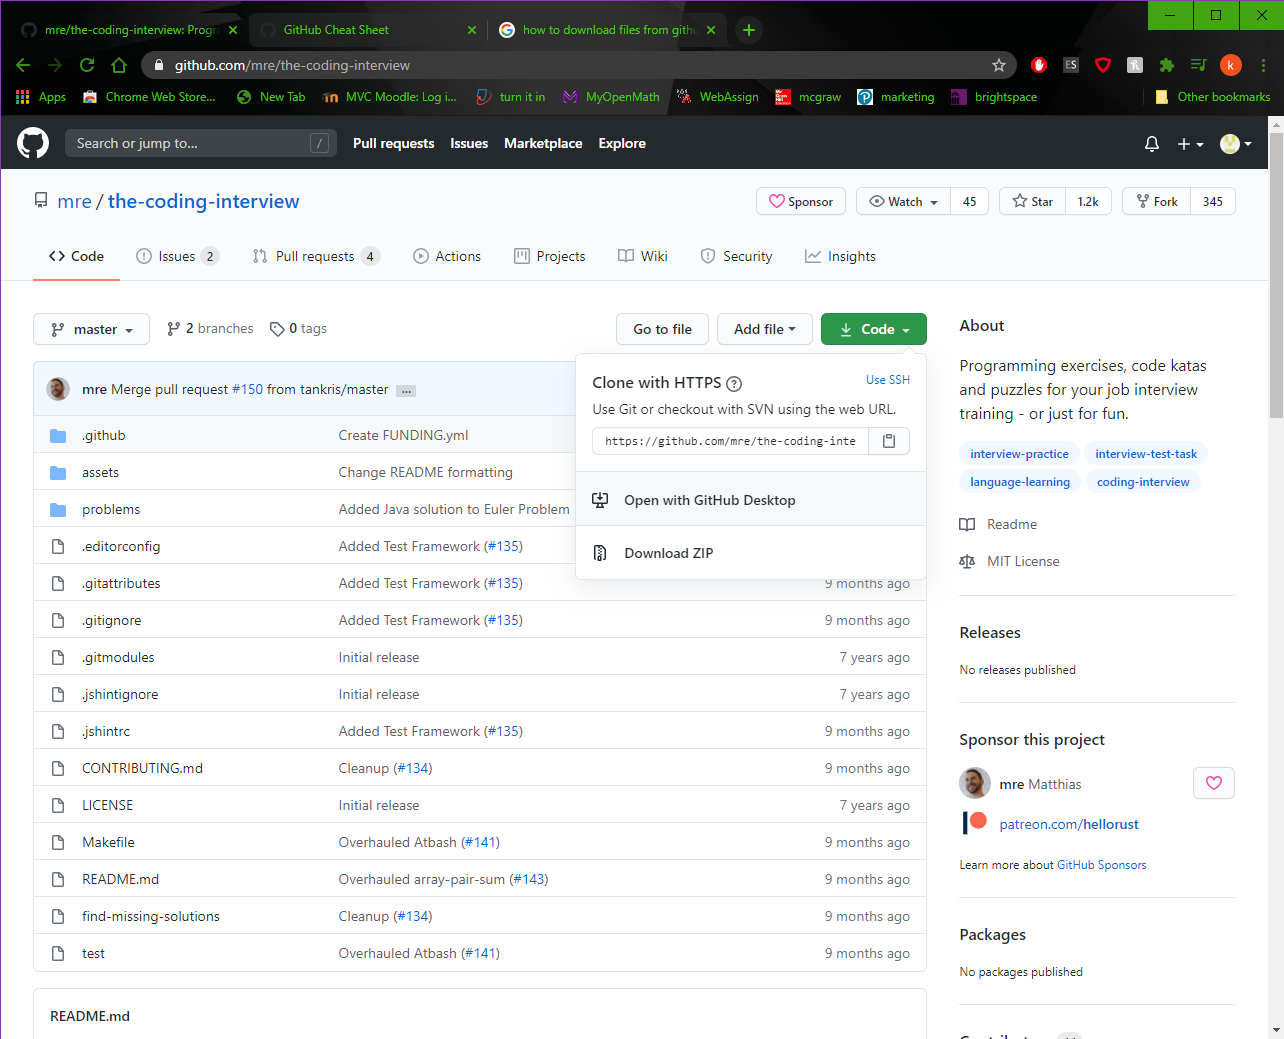 mre/the-coding-interview: Progr
GitHub Cheat Sheet
how to download files from gith
github.com/mre/the-coding-interview
ES
N
k
Apps
Chrome Web Store...
New Tab
MVC Moodle: Log i...
turn it in
MyOpenMath
WebAssign
mcgraw
marketing
brightspace
Other bookmarks
Search or jump to...
/
Pull requests
Issues
Marketplace
Explore
mre / the-coding-interview
Sponsor
Watch
45
Star
1.2k
Fork
345
Code
Issues 2
Pull requests 4
Actions
Projects
Wiki
Security
Insights
master
2 branches
0 tags
Go to file
Add file
Code
About
Programming exercises, code katas
and puzzles for your job interview
training - or just for fun.
interview-practice
interview-test-task
language-learning
coding-interview
Readme
MIT License
Releases
No releases published
Sponsor this project
mre Matthias
patreon.com/hellorust
Learn more about GitHub Sponsors
Packages
No packages published
Clone with HTTPS
Use SSH
Use Git or checkout with SVN using the web URL.
https://github.com/mre/the-coding-inte
Open with GitHub Desktop
Download ZIP
mre Merge pull request #150 from tankris/master ...
.github Create FUNDING.yml
assets Change README formatting
problems Added Java solution to Euler Problem
.editorconfig Added Test Framework (#135)
.gitattributes Added Test Framework (#135) 9 months ago
.gitignore Added Test Framework (#135) 9 months ago
.gitmodules Initial release 7 years ago
.jshintignore Initial release 7 years ago
.jshintrc Added Test Framework (#135) 9 months ago
CONTRIBUTING.md Cleanup (#134) 9 months ago
LICENSE Initial release 7 years ago
Makefile Overhauled Atbash (#141) 9 months ago
README.md Overhauled array-pair-sum (#143) 9 months ago
find-missing-solutions Cleanup (#134) 9 months ago
test Overhauled Atbash (#141) 9 months ago
README.md